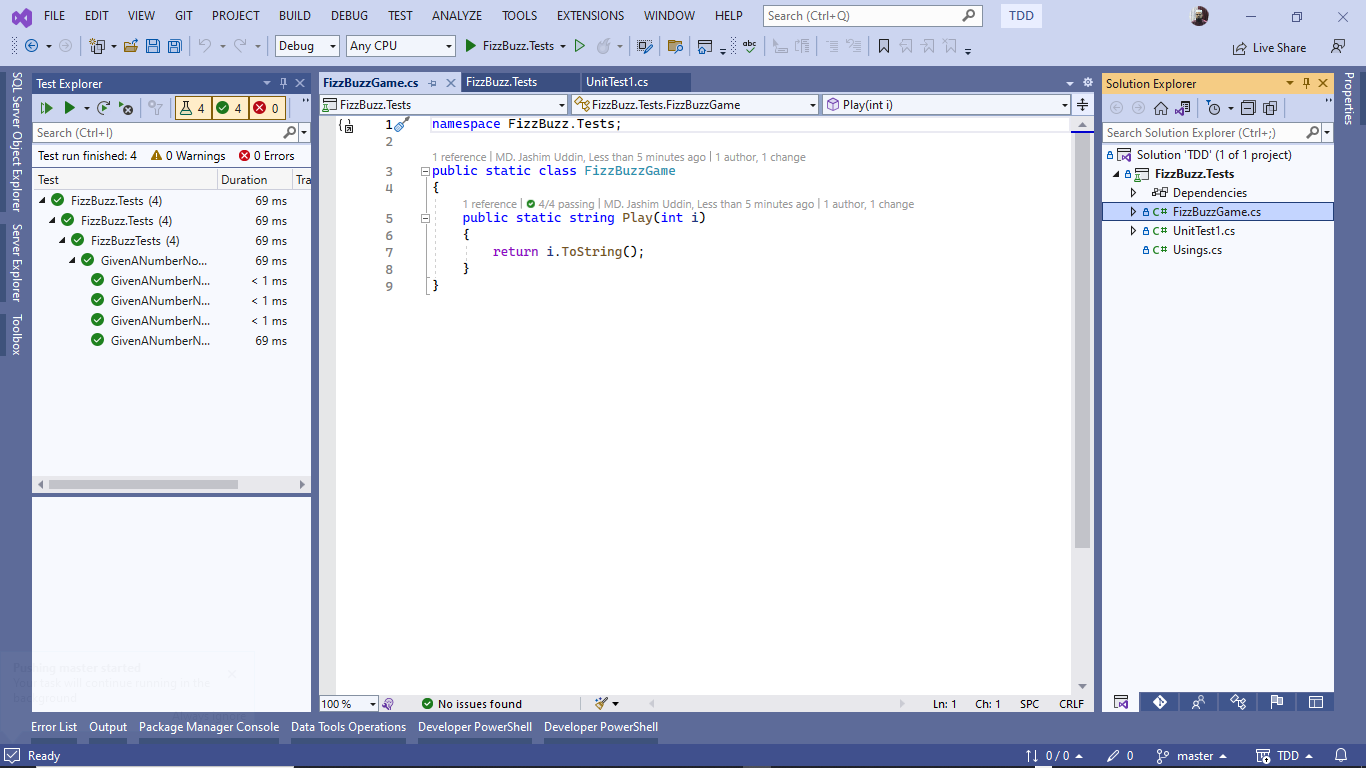 FILE EDIT VIEW GIT PROJECT BUILD DEBUG TEST ANALYZE TOOLS EXTENSIONS WINDOW HELP Search (Ctrl+Q) TDD
Debug Any CPU FizzBuzz.Tests Live Share
SQL Server Object Explorer
Server Explorer
Toolbox
Test Explorer
4 4 0
Search (Ctrl+I)
Test run finished: 4 0 Warnings 0 Errors
Test Duration Tra
FizzBuzz.Tests (4) 69 ms
FizzBuzz.Tests (4) 69 ms
FizzBuzzTests (4) 69 ms
GivenANumberNo... 69 ms
GivenANumberN... < 1 ms
GivenANumberN... < 1 ms
GivenANumberN... < 1 ms
GivenANumberN... 69 ms
FizzBuzzGame.cs FizzBuzz.Tests UnitTest1.cs
FizzBuzz.Tests FizzBuzz.Tests.FizzBuzzGame Play(int i)
1 namespace FizzBuzz.Tests;
2
1 reference | MD. Jashim Uddin, Less than 5 minutes ago | 1 author, 1 change
3 public static class FizzBuzzGame
4 {
1 reference | 4/4 passing | MD. Jashim Uddin, Less than 5 minutes ago | 1 author, 1 change
5 public static string Play(int i)
6 {
7 return i.ToString();
8 }
9 }
100 % No issues found Ln: 1 Ch: 1 SPC CRLF
Solution Explorer
Search Solution Explorer (Ctrl+;)
Solution 'TDD' (1 of 1 project)
FizzBuzz.Tests
Dependencies
C# FizzBuzzGame.cs
C# UnitTest1.cs
C# Usings.cs
Properties
Pushing master started
Your task will continue running in the
background.
Error List Output Package Manager Console Data Tools Operations Developer PowerShell Developer PowerShell
Ready 0 / 0 0 master TDD